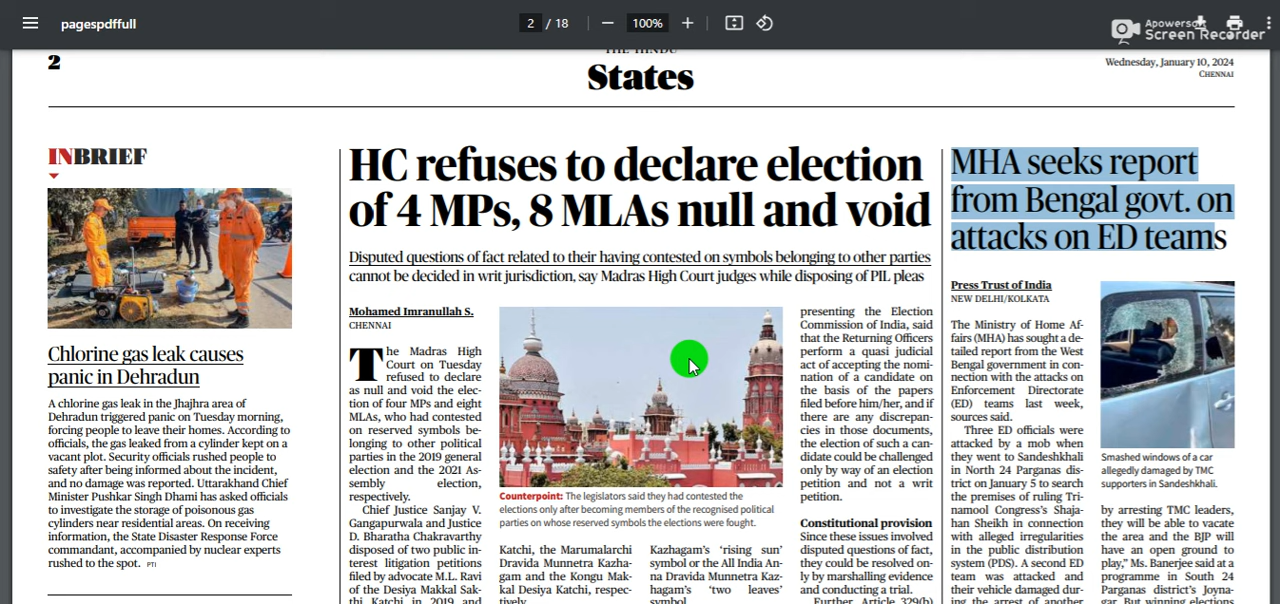 pagespdfful
2 / 18
100%
Apowersoft
Screen Recorder
2
THE HINDU
States
Wednesday, January 10, 2024
CHENNAI
INBRIEF
Chlorine gas leak causes
panic in Dehradun
A chlorine gas leak in the Jhajhra area of
Dehradun triggered panic on Tuesday morning,
forcing people to leave their homes. According to
officials, the gas leaked from a cylinder kept on a
vacant plot. Security officials rushed people to
safety after being informed about the incident,
and no damage was reported. Uttarakhand Chief
Minister Pushkar Singh Dhami has asked officials
to investigate the storage of poisonous gas
cylinders near residential areas. On receiving
information, the State Disaster Response Force
commandant, accompanied by nuclear experts
rushed to the spot. PTI
HC refuses to declare election
of 4 MPs, 8 MLAs null and void
Disputed questions of fact related to their having contested on symbols belonging to other parties
cannot be decided in writ jurisdiction, say Madras High Court judges while disposing of PIL pleas
Mohamed Imranullah S.
CHENNAI
The Madras High
Court on Tuesday
refused to declare
as null and void the elec-
tion of four MPs and eight
MLAs, who had contested
on reserved symbols be-
longing to other political
parties in the 2019 general
election and the 2021 As-
sembly election,
respectively.
Chief Justice Sanjay V.
Gangapurwala and Justice
D. Bharatha Chakravarthy
disposed of two public in-
terest litigation petitions
filed by advocate M.L. Ravi
of the Desiya Makkal Sak-
thi Katchi in 2019 and
Counterpoint: The legislators said they had contested the
elections only after becoming members of the recognised political
parties on whose reserved symbols the elections were fought.
Katchi, the Marumalarchi
Dravida Munnetra Kazha-
gam and the Kongu Mak-
kal Desiya Katchi, respec-
tively.
Kazhagam's 'rising sun'
symbol or the All India An-
na Dravida Munnetra Kaz-
hagam's 'two leaves'
symbol.
presenting the Election
Commission of India, said
that the Returning Officers
perform a quasi judicial
act of accepting the nomi-
nation of a candidate on
the basis of the papers
filed before him/her, and if
there are any discrepan-
cies in those documents,
the election of such a can-
didate could be challenged
only by way of an election
petition and not a writ
petition.
Constitutional provision
Since these issues involved
disputed questions of fact,
they could be resolved on-
ly by marshalling evidence
and conducting a trial.
Further, Article 329(b)
MHA seeks report
from Bengal govt. on
attacks on ED teams
Press Trust of India
NEW DELHI/KOLKATA
The Ministry of Home Af-
fairs (MHA) has sought a de-
tailed report from the West
Bengal government in con-
nection with the attacks on
Enforcement Directorate
(ED) teams last week,
sources said.
Three ED officials were
attacked by a mob when
they went to Sandeshkhali
in North 24 Parganas dis-
trict on January 5 to search
the premises of ruling Tri-
namool Congress's Shaja-
han Sheikh in connection
with alleged irregularities
in the public distribution
system (PDS). A second ED
team was attacked and
their vehicle damaged dur-
ing the arrest of another
Smashed windows of a car
allegedly damaged by TMC
supporters in Sandeshkhali.
by arresting TMC leaders,
they will be able to vacate
the area and the BJP will
have an open ground to
play," Ms. Banerjee said at a
programme in South 24
Parganas district's Joyna-
gar. But winning elections